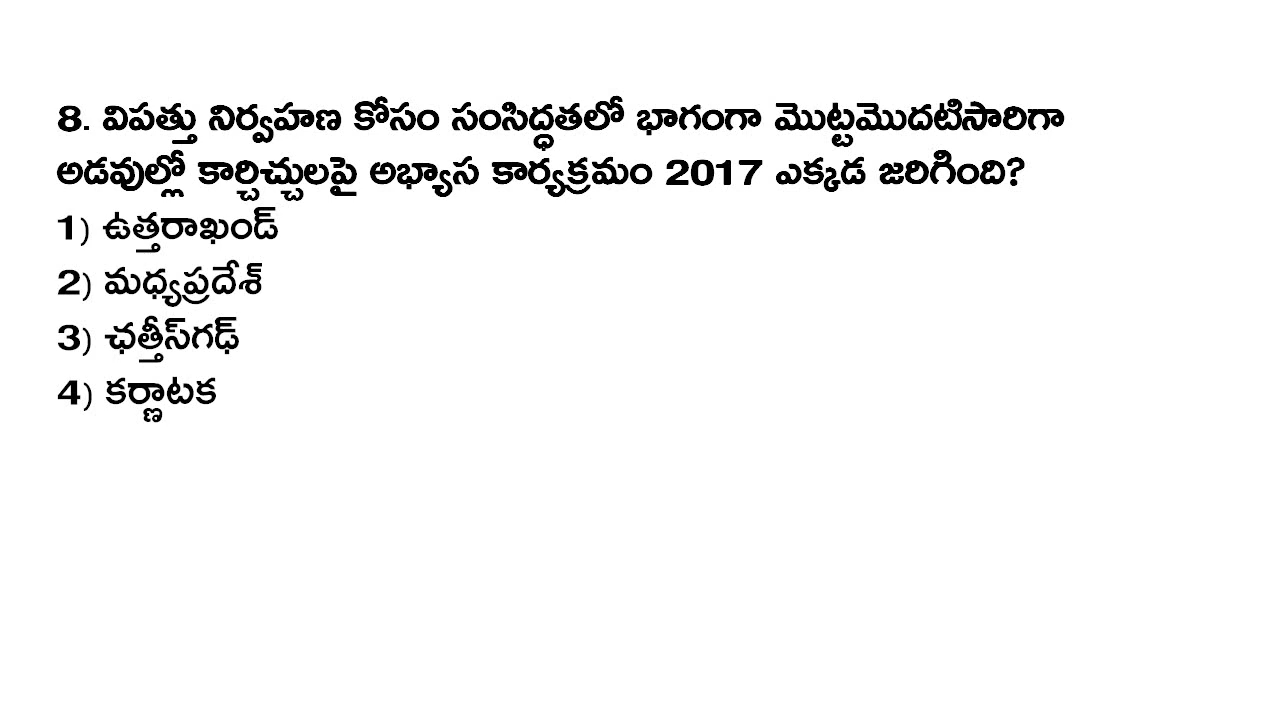 8. విపత్తు నిర్వహణ కోసం సంసిద్ధతలో భాగంగా మొట్టమొదటిసారిగా
అడవుల్లో కార్చిచ్చులపై అభ్యాస కార్యక్రమం 2017 ఎక్కడ జరిగింది?
1) ఉత్తరాఖండ్
2) మధ్యప్రదేశ్
3) ఛత్తీస్‌గఢ్
4) కర్ణాటక